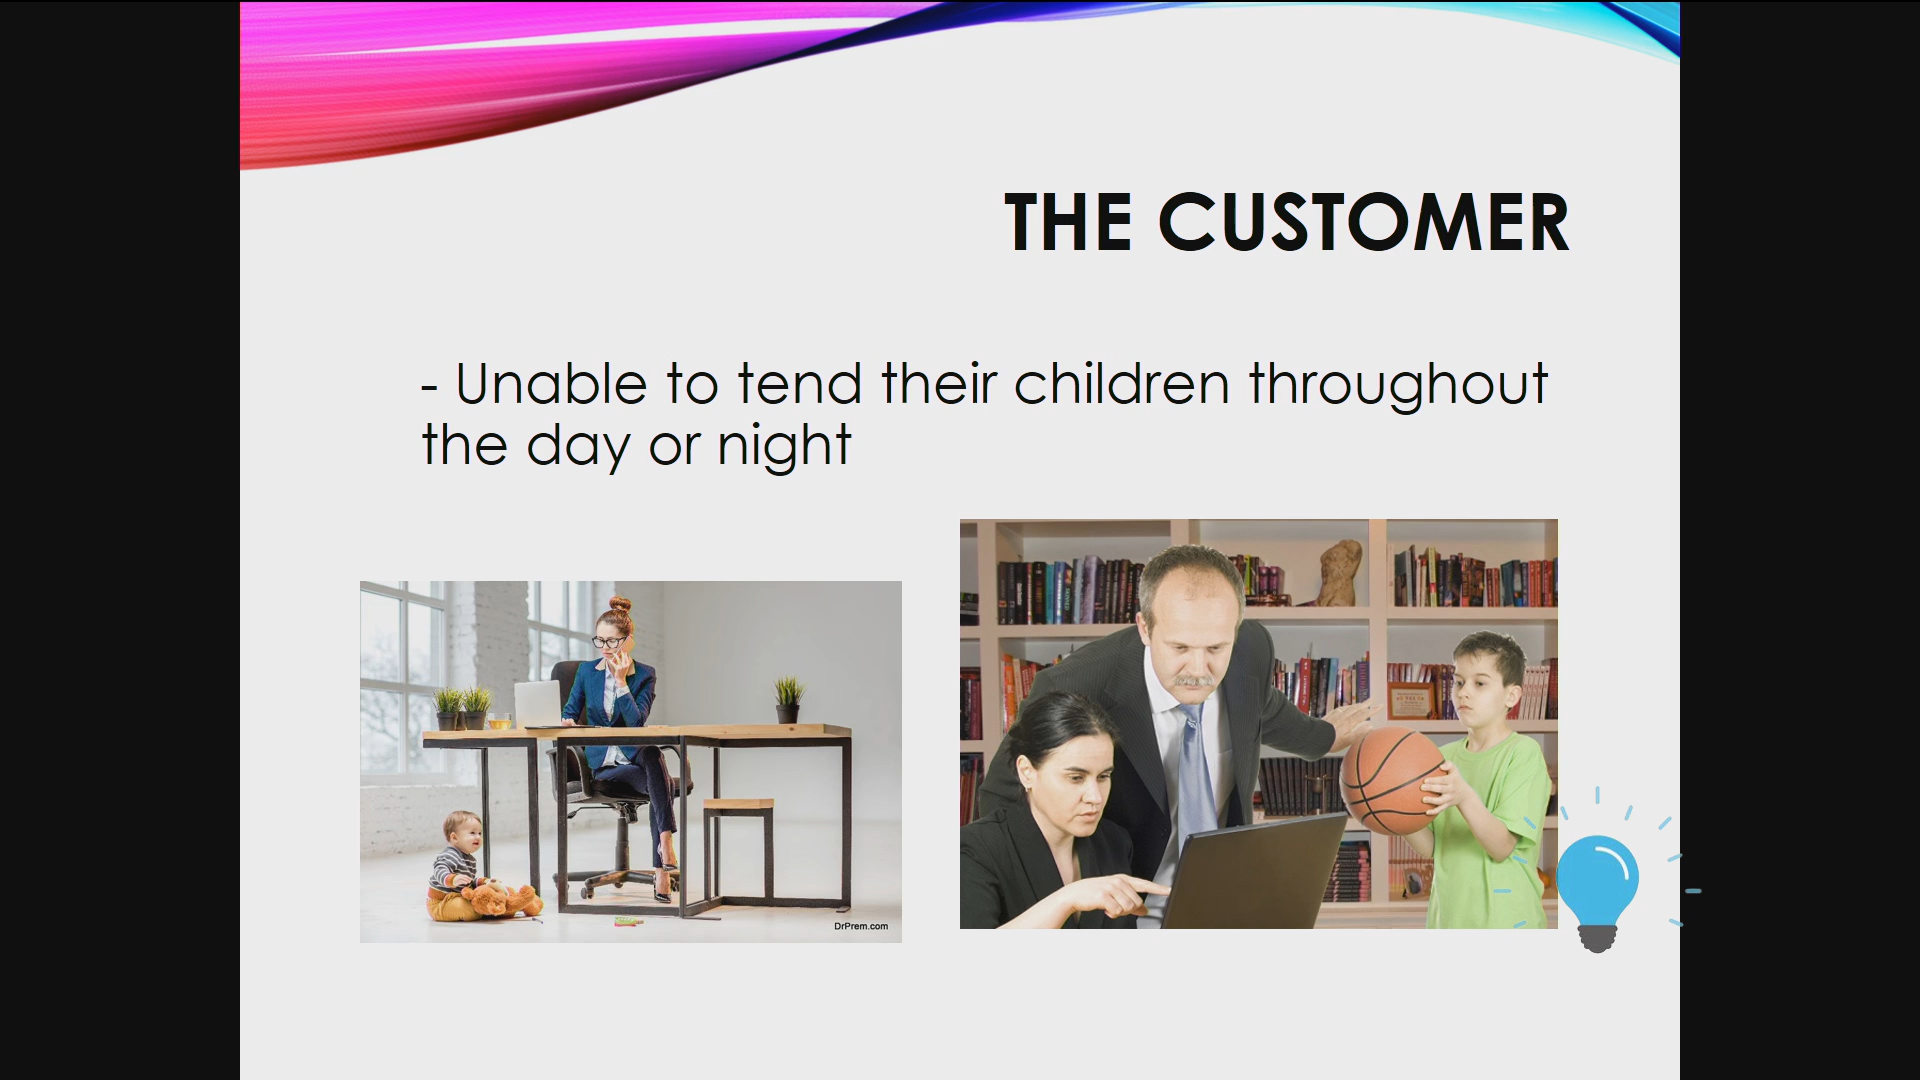 THE CUSTOMER
- Unable to tend their children throughout
the day or night
DrPrem.com